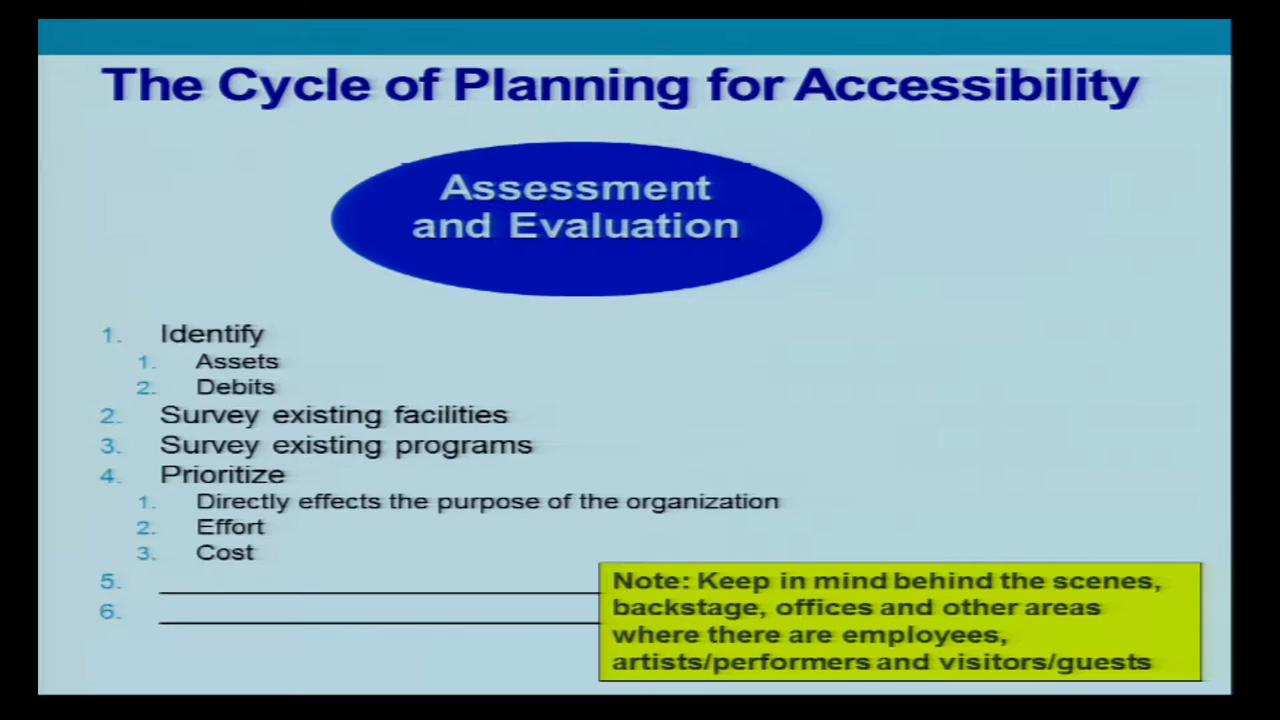 The Cycle of Planning for Accessibility
Assessment
and Evaluation
1. Identify
1. Assets
2. Debits
2. Survey existing facilities
3. Survey existing programs
4. Prioritize
1. Directly effects the purpose of the organization
2. Effort
3. Cost
5.
6.
Note: Keep in mind behind the scenes,
backstage, offices and other areas
where there are employees,
artists/performers and visitors/guests